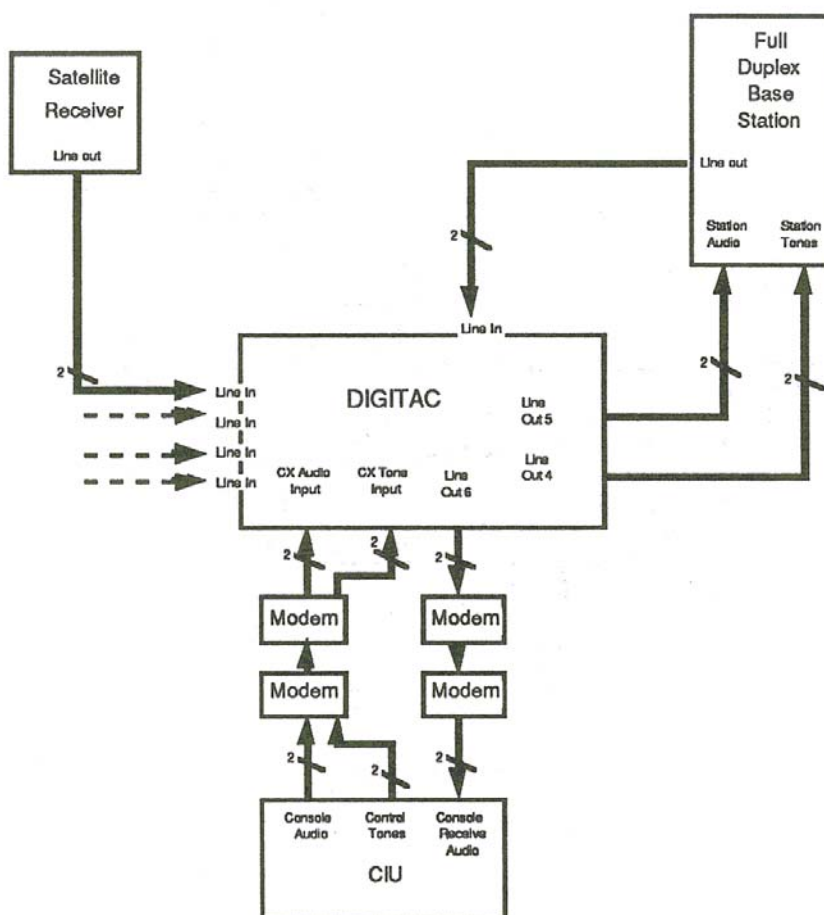 Satellite
Receiver
Line out
Full
Duplex
Base
Station
Line out
Station
Audio
Station
Tones
2
2
2
2
Line In
DIGITAC
Line In
Line In
Line In
Line In
Line
Out 5
Line
Out 4
CX Audio
Input
CX Tone
Input
Line
Out 6
2
2
2
Modem
Modem
Modem
Modem
2
2
2
Console
Audio
Control
Tones
Console
Receive
Audio
CIU